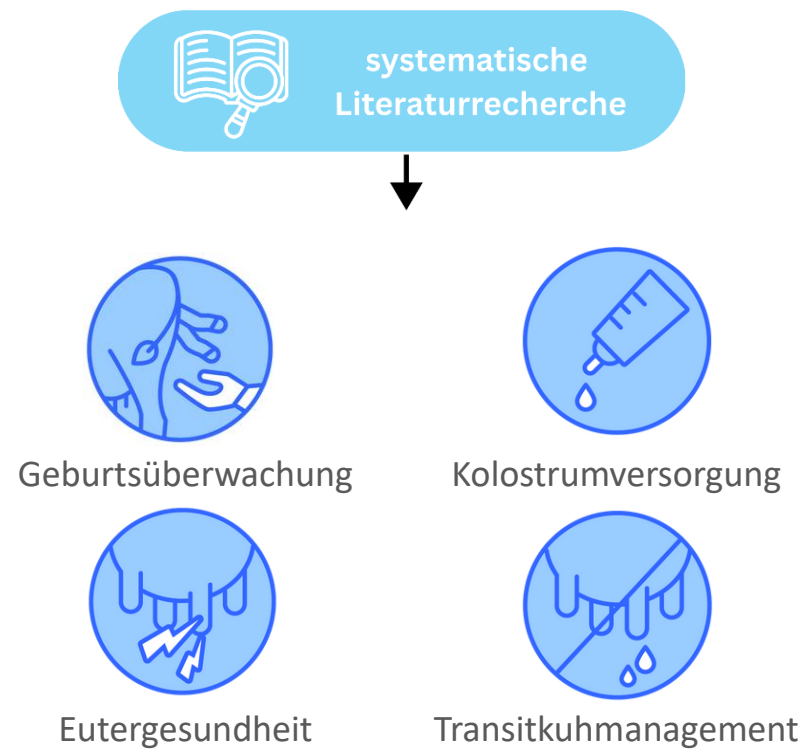 systematische
Literaturrecherche
Geburtsüberwachung
Kolostrumversorgung
Eutergesundheit
Transitkuhmanagement